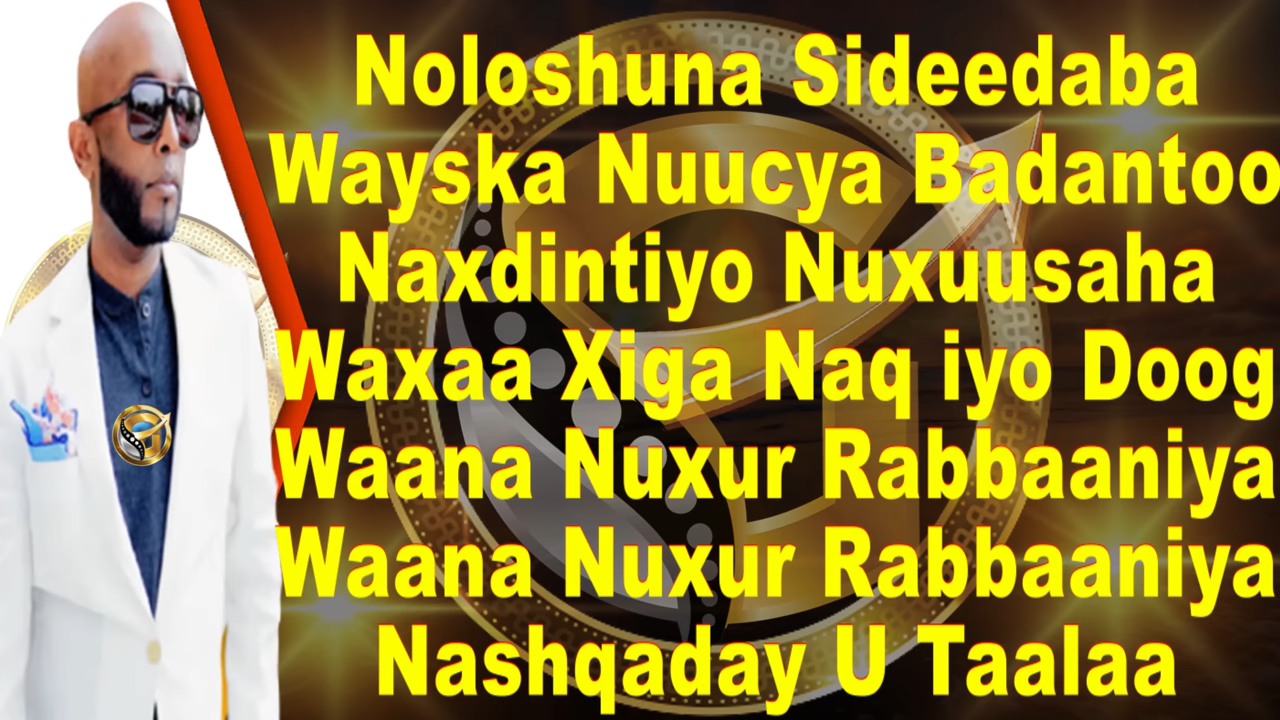 Noloshuna Sideedaba
Wayska Nuucya Badantoo
Naxdintiyo Nuxuusaha
Waxaa Xiga Naq iyo Doog
Waana Nuxur Rabbaaniya
Waana Nuxur Rabbaaniya
Nashqaday U Taalaa